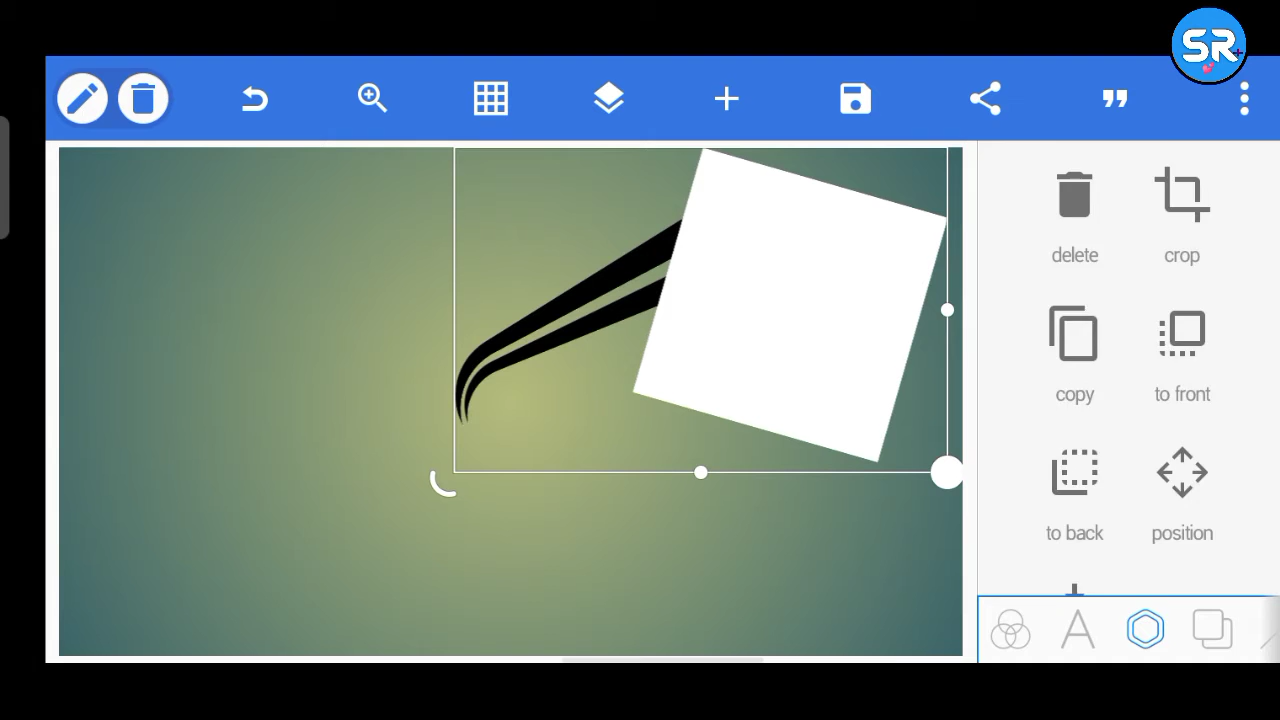 SR+
delete
crop
copy
to front
to back
position